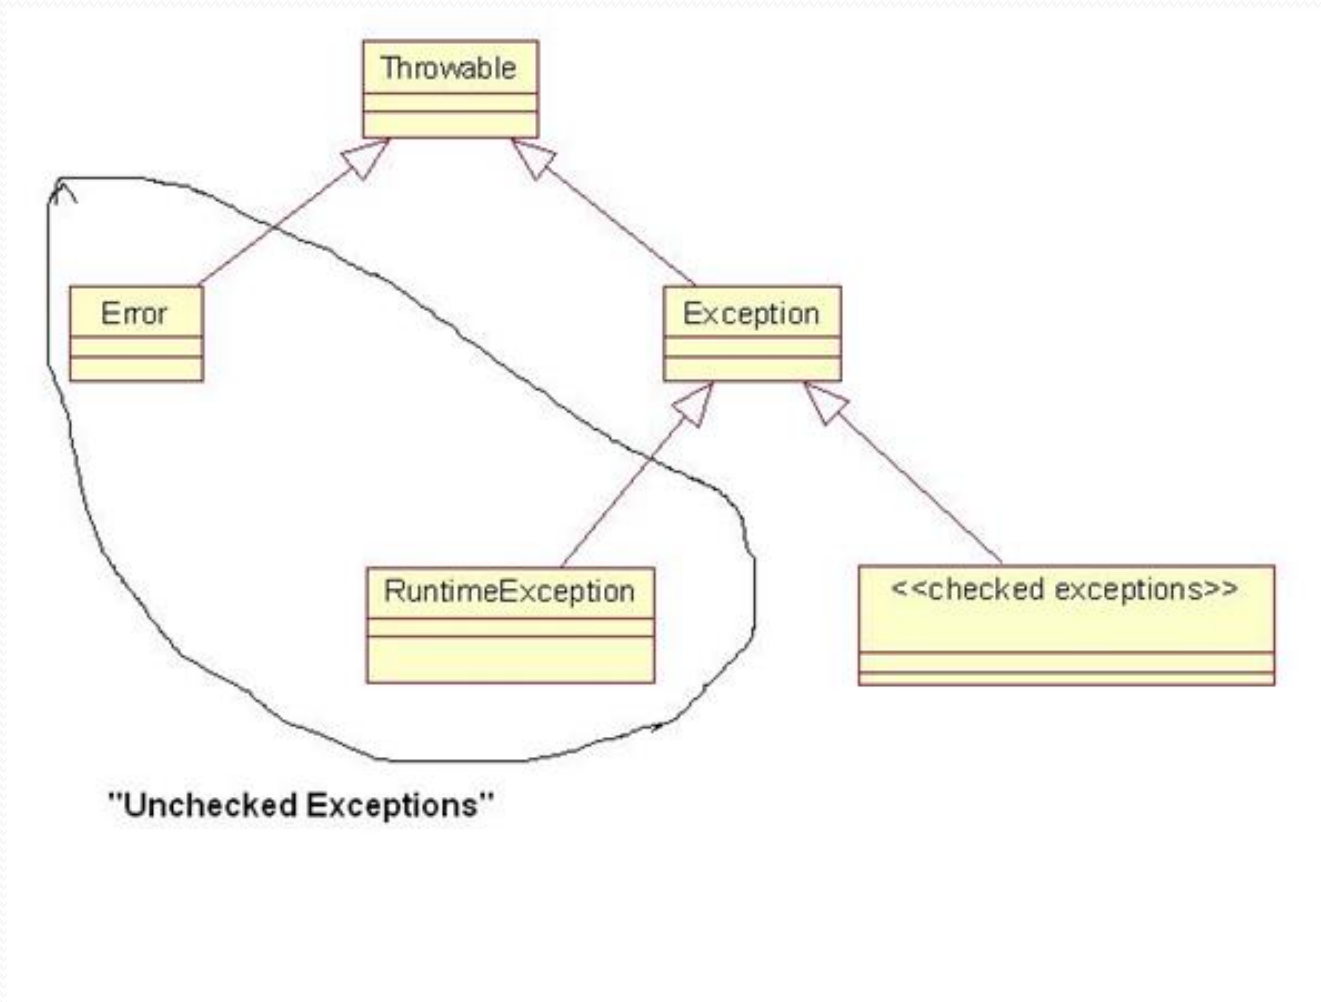 Throwable
Error
Exception
RuntimeException
<<checked exceptions>>
"Unchecked Exceptions"